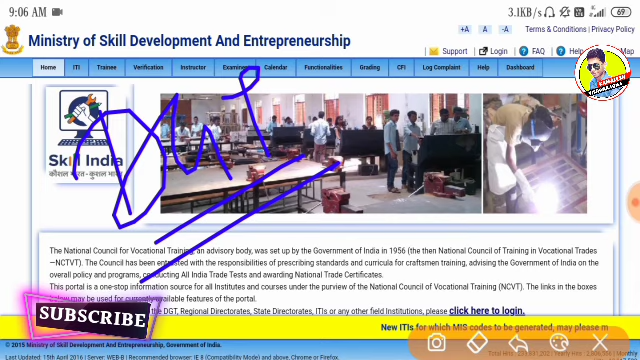 9:06 AM 3.1KB/s 4G 69
+A A -A Terms & Conditions | Privacy Policy
Ministry of Skill Development And Entrepreneurship
Support Login FAQ Help Map
Home ITI Trainee Verification Instructor Calendar Functionalities Grading CFI Log Complaint Help Dashboard
Skill India
कौशल भारत - कुशल भारत
The National Council for Vocational Training, an advisory body, was set up by the Government of India in 1956 (the then National Council of Training in Vocational Trades
—NCTVT). The Council has been entrusted with the responsibilities of prescribing standards and curricula for craftsmen training, advising the Government of India on the
overall policy and programs, conducting All India Trade Tests and awarding National Trade Certificates.
This portal is a one-stop information source for all Institutes and courses under the purview of the National Council of Vocational Training (NCVT). The links in the boxes
below may be used for currently available features of the portal.
the DGT, Regional Directorates, State Directorates, ITIs or any other field Institutions, please click here to login.
SUBSCRIBE
New ITIs for which MIS codes to be generated, may please m
© 2015 Ministry of Skill Development And Entrepreneurship, Government of India.
Last Updated: 15th April 2016 | Server: WEB-B | Recommended browser: IE 8 (Compatibility Mode) and above, Chrome or Firefox.